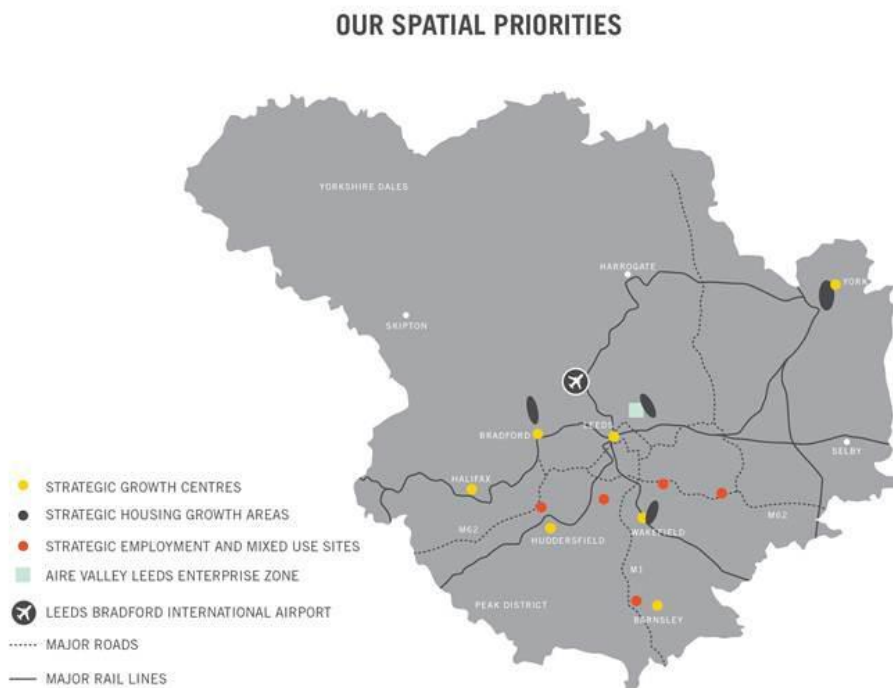 OUR SPATIAL PRIORITIES
YORKSHIRE DALES
HARROGATE
YORK
SKIPTON
LEEDS
BRADFORD
SELBY
HALIFAX
M62
M62
HUDDERSFIELD
WAKEFIELD
M1
PEAK DISTRICT
BARNSLEY
STRATEGIC GROWTH CENTRES
STRATEGIC HOUSING GROWTH AREAS
STRATEGIC EMPLOYMENT AND MIXED USE SITES
AIRE VALLEY LEEDS ENTERPRISE ZONE
LEEDS BRADFORD INTERNATIONAL AIRPORT
MAJOR ROADS
MAJOR RAIL LINES